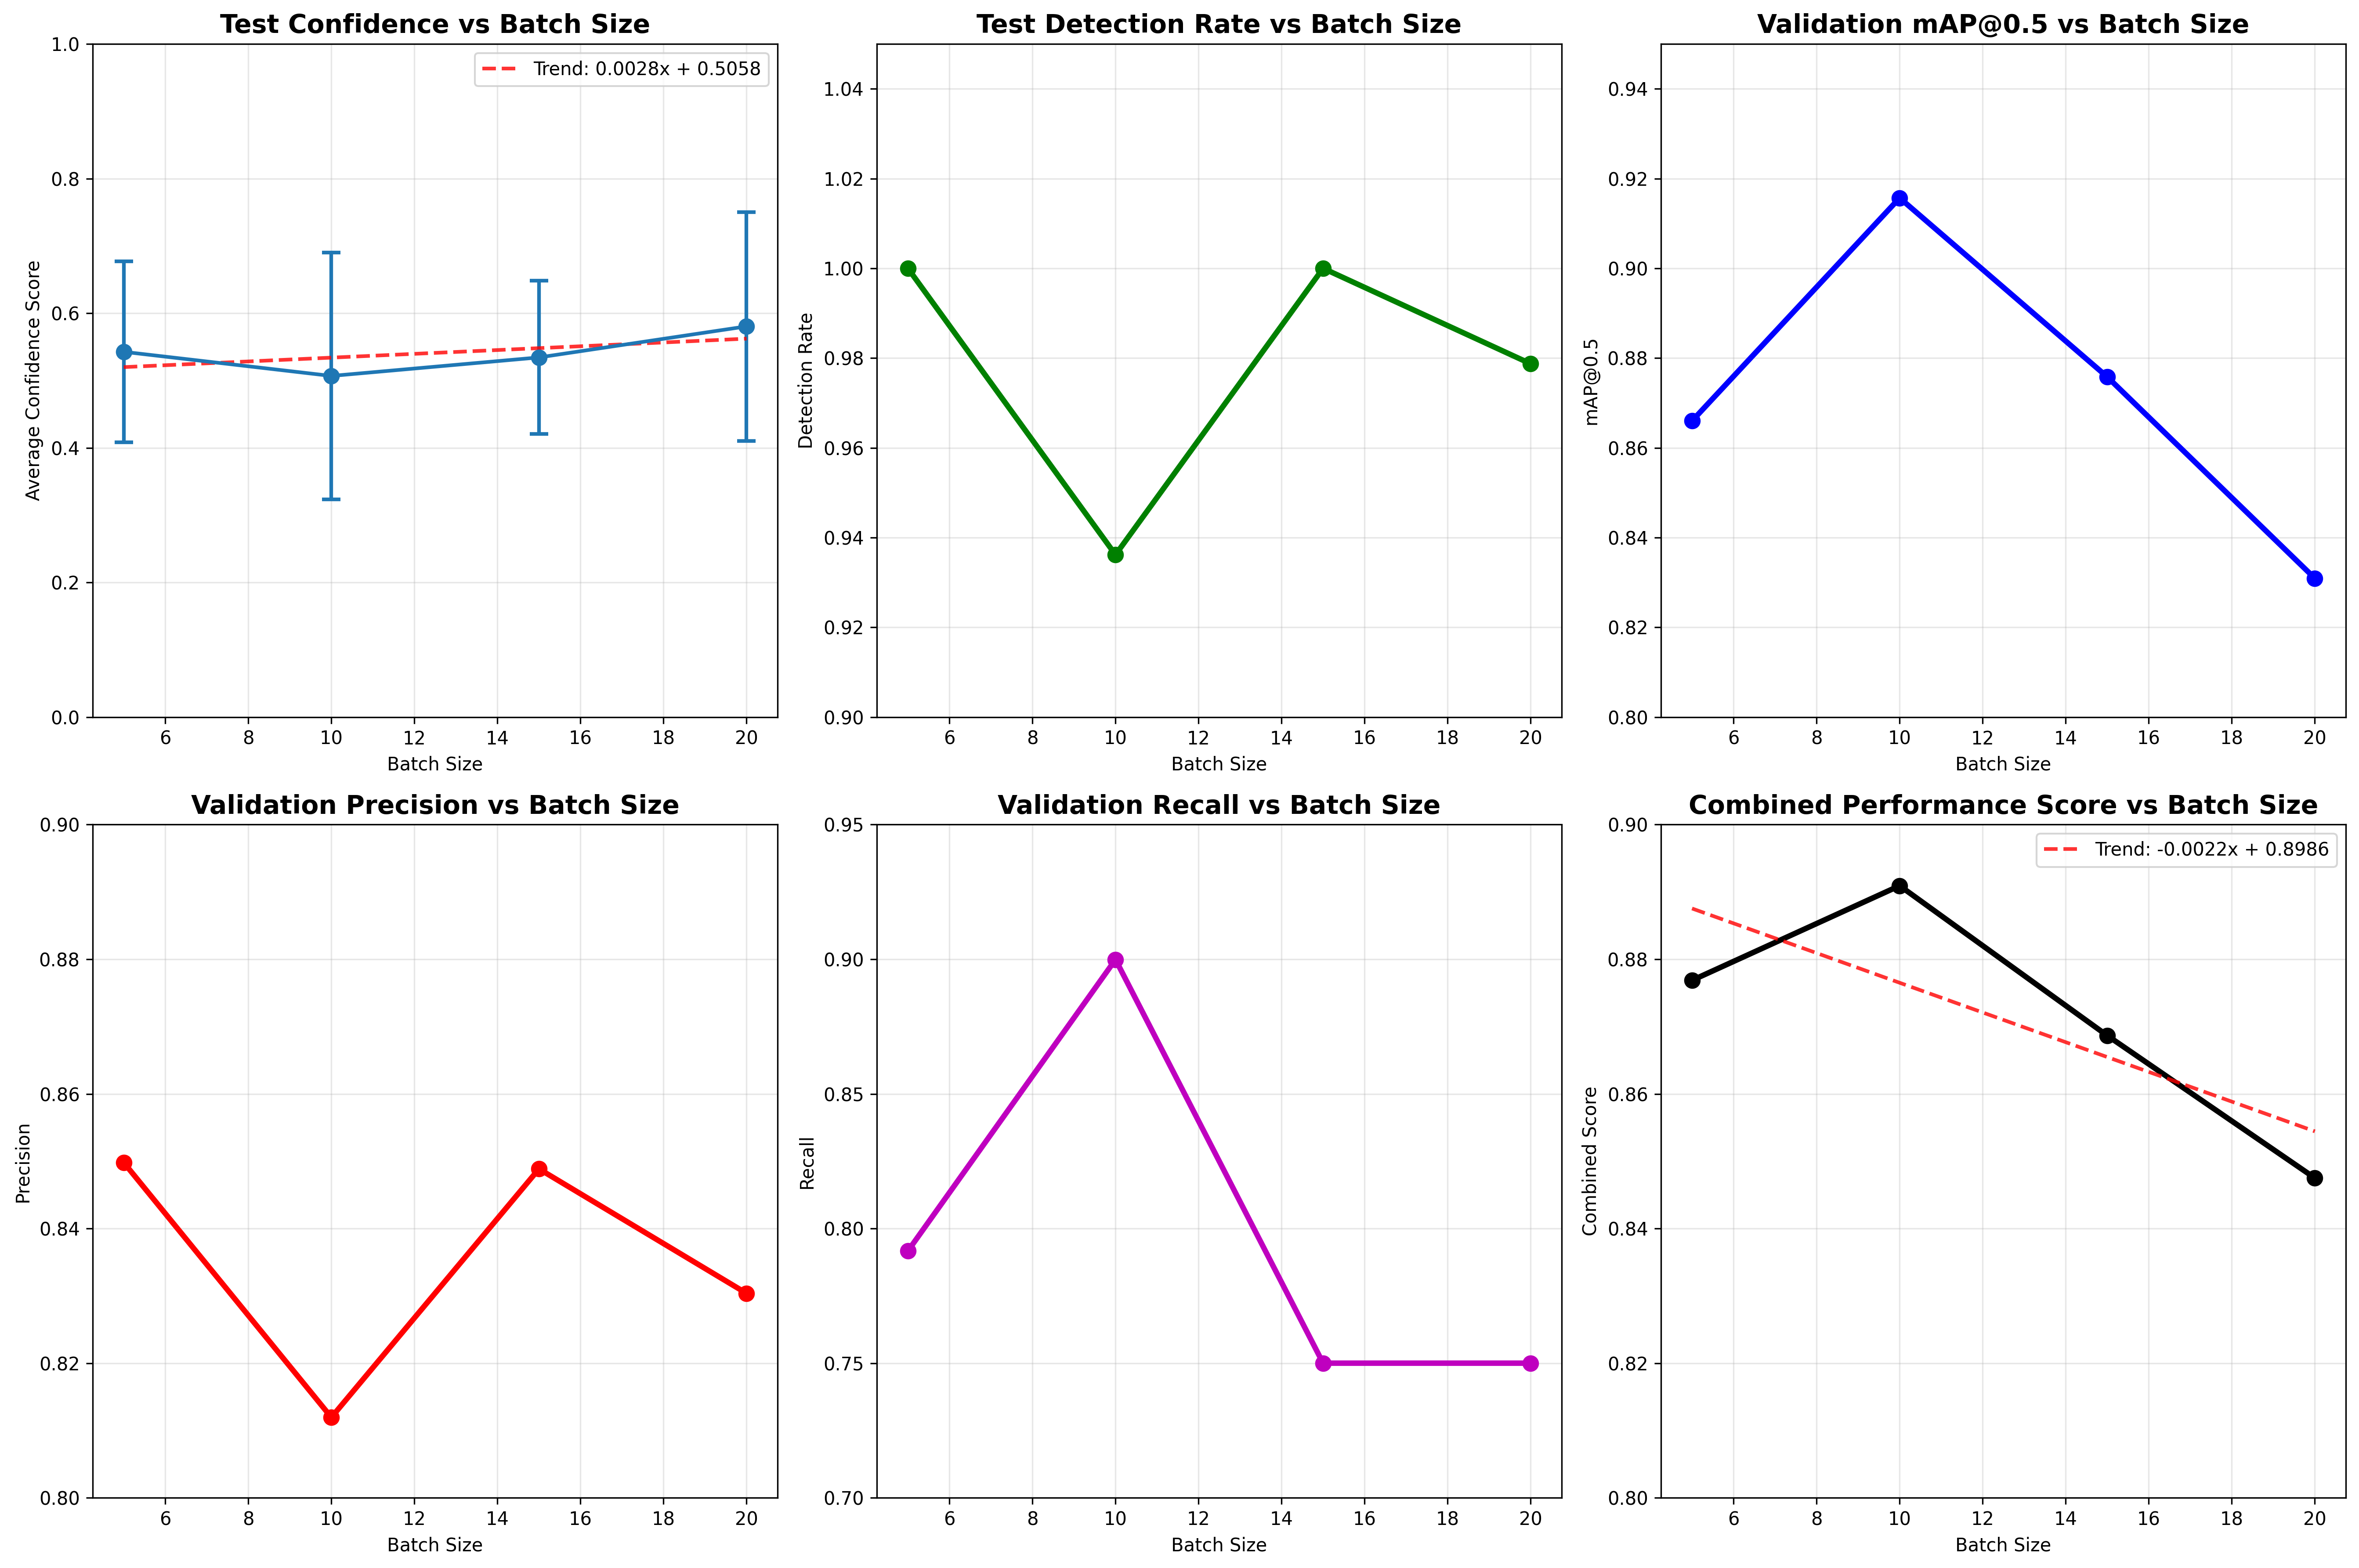 Test Confidence vs Batch Size
Trend: 0.0028x + 0.5058
Average Confidence Score
1.0
0.8
0.6
0.4
0.2
0.0
6 8 10 12 14 16 18 20
Batch Size
Test Detection Rate vs Batch Size
Detection Rate
1.04
1.02
1.00
0.98
0.96
0.94
0.92
0.90
6 8 10 12 14 16 18 20
Batch Size
Validation mAP@0.5 vs Batch Size
mAP@0.5
0.94
0.92
0.90
0.88
0.86
0.84
0.82
0.80
6 8 10 12 14 16 18 20
Batch Size
Validation Precision vs Batch Size
Precision
0.90
0.88
0.86
0.84
0.82
0.80
6 8 10 12 14 16 18 20
Batch Size
Validation Recall vs Batch Size
Recall
0.95
0.90
0.85
0.80
0.75
0.70
6 8 10 12 14 16 18 20
Batch Size
Combined Performance Score vs Batch Size
Trend: -0.0022x + 0.8986
Combined Score
0.90
0.88
0.86
0.84
0.82
0.80
6 8 10 12 14 16 18 20
Batch Size